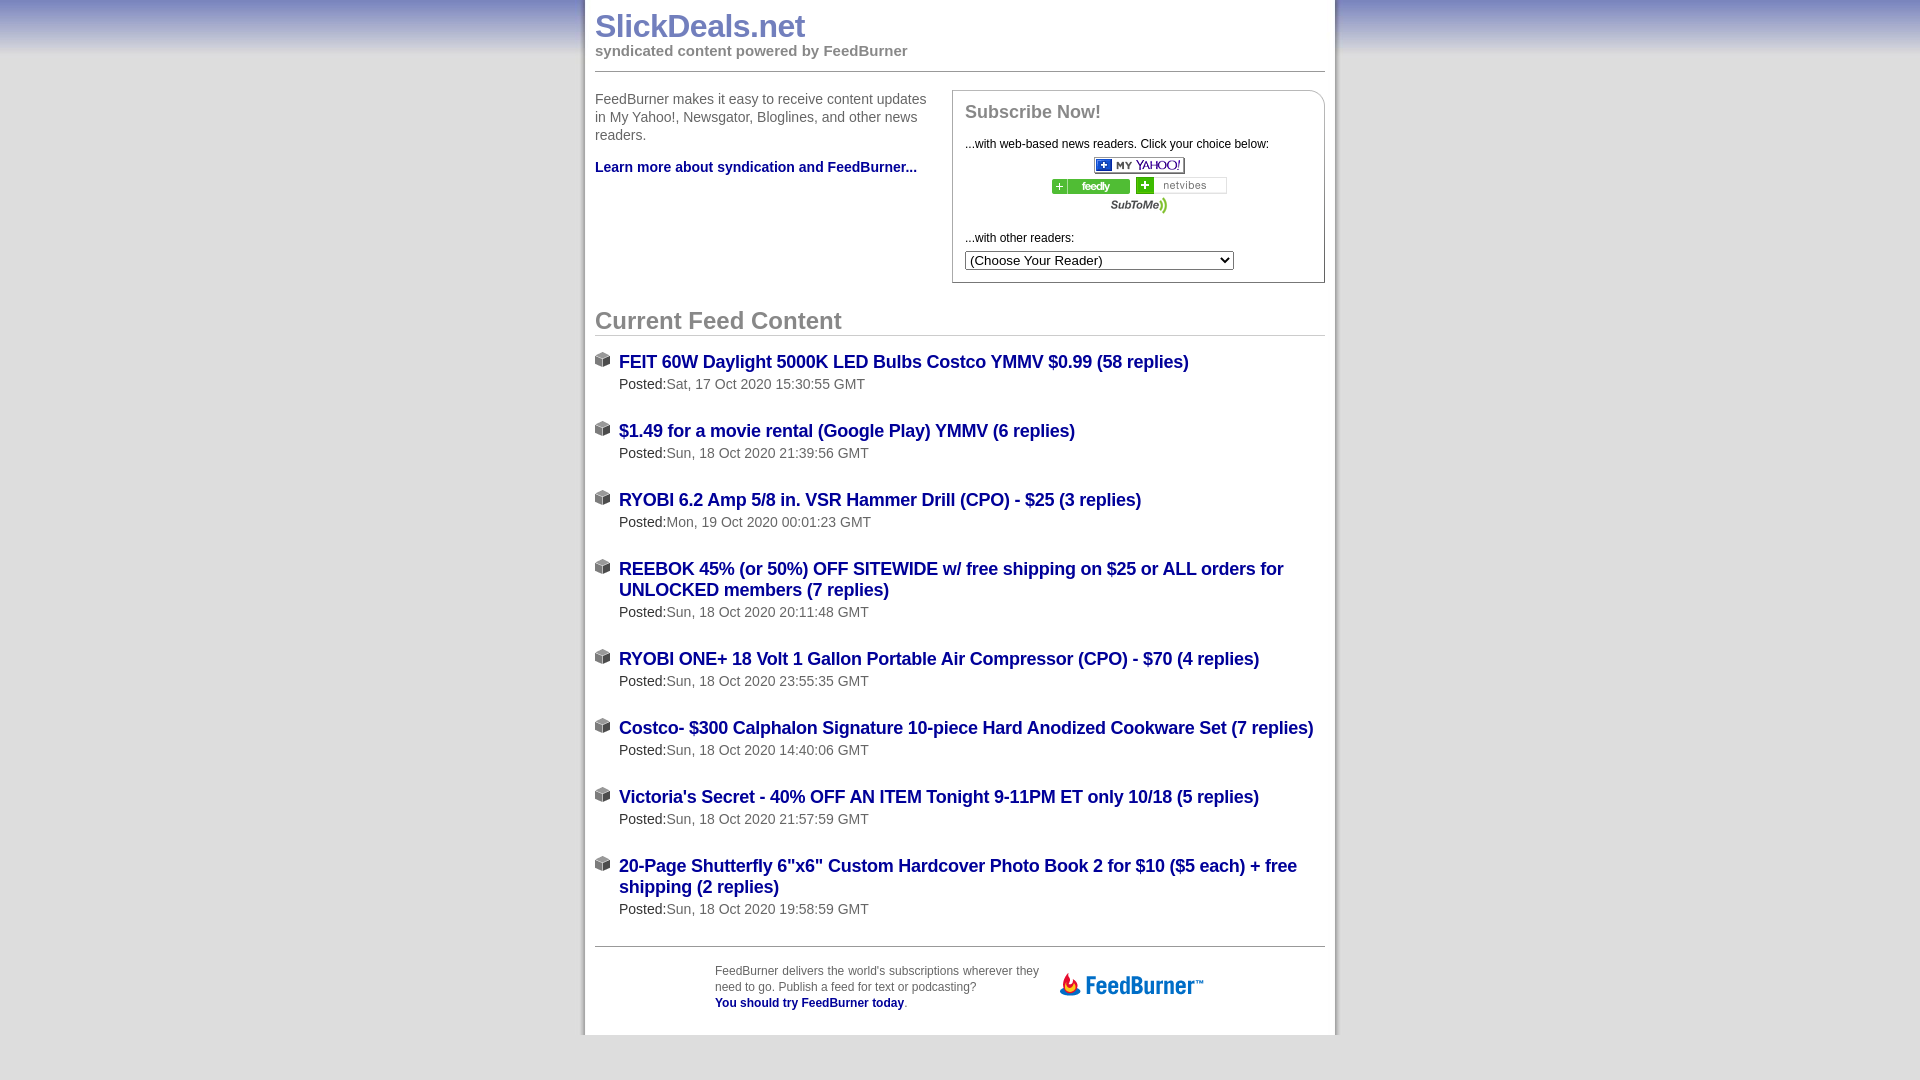 SlickDeals.net
syndicated content powered by FeedBurner
FeedBurner makes it easy to receive content updates
in My Yahoo!, Newsgator, Bloglines, and other news
readers.
Learn more about syndication and FeedBurner...
Subscribe Now!
...with web-based news readers. Click your choice below:
MY YAHOO!
feedly
netvibes
SubToMe
...with other readers:
(Choose Your Reader)
Current Feed Content
FEIT 60W Daylight 5000K LED Bulbs Costco YMMV $0.99 (58 replies)
Posted:Sat, 17 Oct 2020 15:30:55 GMT
$1.49 for a movie rental (Google Play) YMMV (6 replies)
Posted:Sun, 18 Oct 2020 21:39:56 GMT
RYOBI 6.2 Amp 5/8 in. VSR Hammer Drill (CPO) - $25 (3 replies)
Posted:Mon, 19 Oct 2020 00:01:23 GMT
REEBOK 45% (or 50%) OFF SITEWIDE w/ free shipping on $25 or ALL orders for
UNLOCKED members (7 replies)
Posted:Sun, 18 Oct 2020 20:11:48 GMT
RYOBI ONE+ 18 Volt 1 Gallon Portable Air Compressor (CPO) - $70 (4 replies)
Posted:Sun, 18 Oct 2020 23:55:35 GMT
Costco- $300 Calphalon Signature 10-piece Hard Anodized Cookware Set (7 replies)
Posted:Sun, 18 Oct 2020 14:40:06 GMT
Victoria's Secret - 40% OFF AN ITEM Tonight 9-11PM ET only 10/18 (5 replies)
Posted:Sun, 18 Oct 2020 21:57:59 GMT
20-Page Shutterfly 6"x6" Custom Hardcover Photo Book 2 for $10 ($5 each) + free
shipping (2 replies)
Posted:Sun, 18 Oct 2020 19:58:59 GMT
FeedBurner delivers the world's subscriptions wherever they
need to go. Publish a feed for text or podcasting?
You should try FeedBurner today.
FeedBurner™